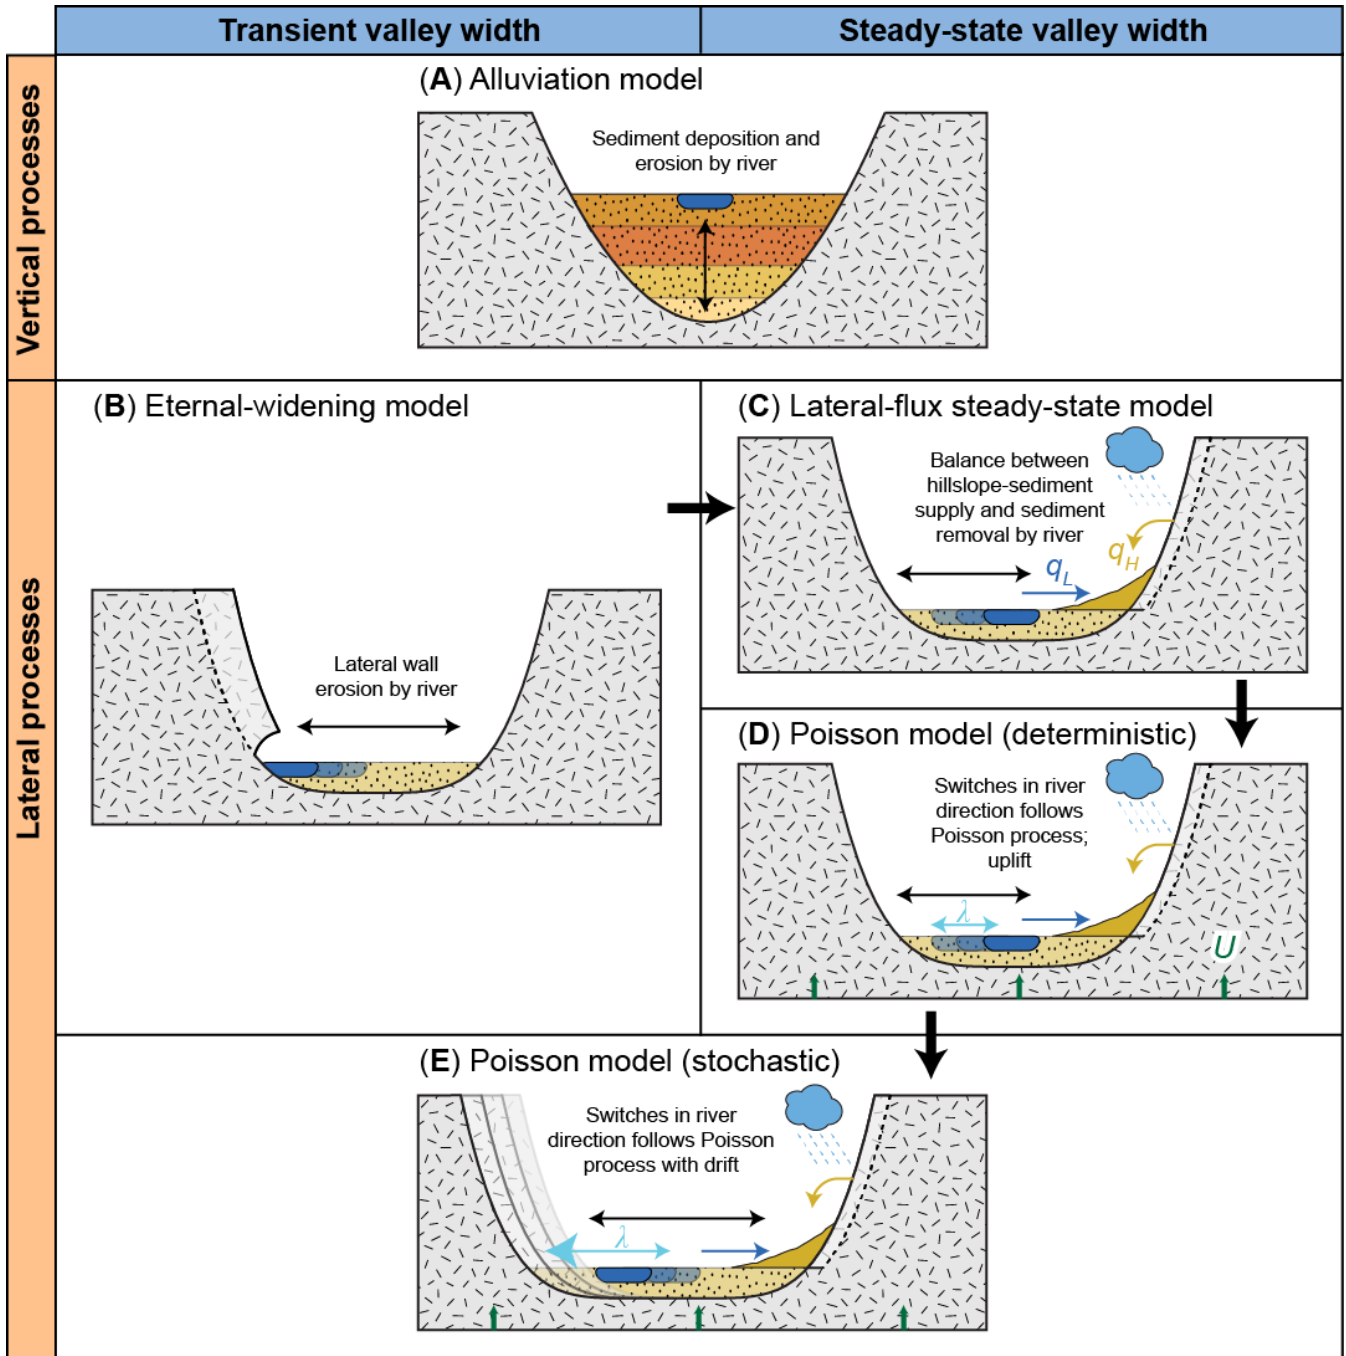 Transient valley width
Steady-state valley width
Vertical processes
(A) Alluviation model
Sediment deposition and
erosion by river
Lateral processes
(B) Eternal-widening model
Lateral wall
erosion by river
(C) Lateral-flux steady-state model
Balance between
hillslope-sediment
supply and sediment
removal by river
qL
qH
(D) Poisson model (deterministic)
Switches in river
direction follows
Poisson process;
uplift
λ
U
(E) Poisson model (stochastic)
Switches in river
direction follows Poisson
process with drift
λ